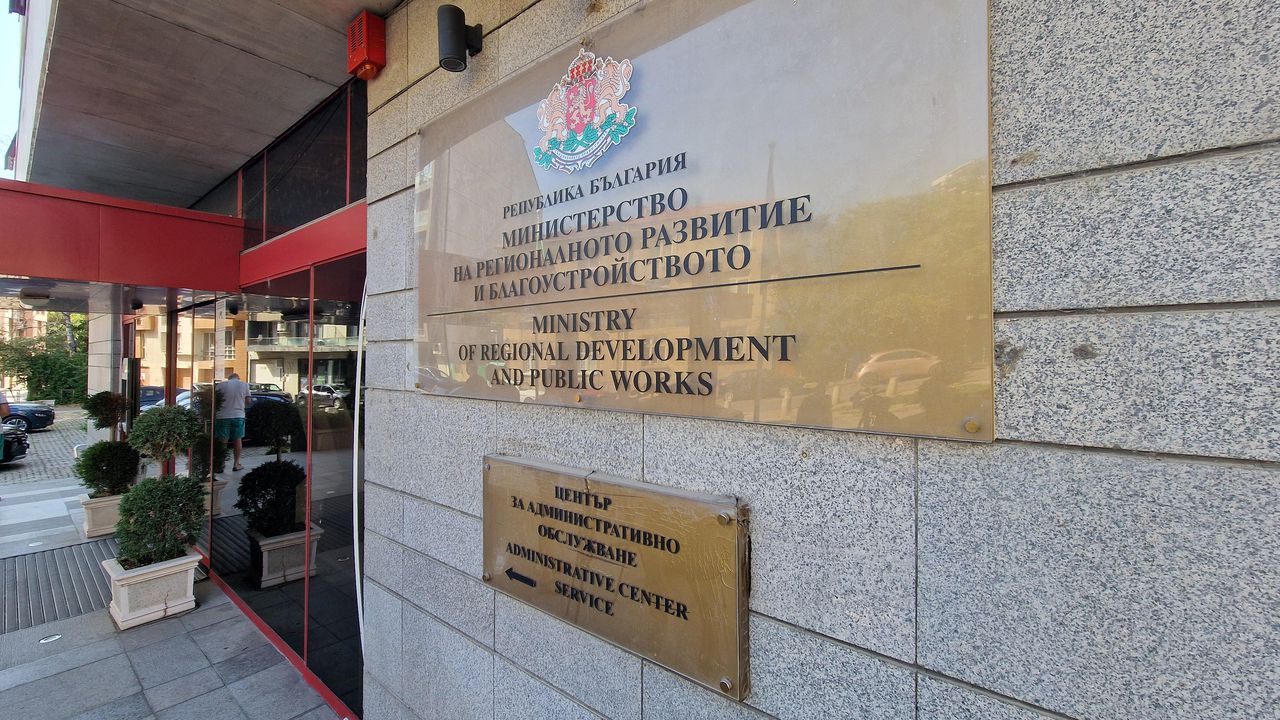 РЕПУБЛИКА БЪЛГАРИЯ
МИНИСТЕРСТВО
НА РЕГИОНАЛНОТО РАЗВИТИЕ
И БЛАГОУСТРОЙСТВОТО
MINISTRY
OF REGIONAL DEVELOPMENT
AND PUBLIC WORKS
ЦЕНТЪР
ЗА АДМИНИСТРАТИВНО
ОБСЛУЖВАНЕ
ADMINISTRATIVE CENTER
SERVICE